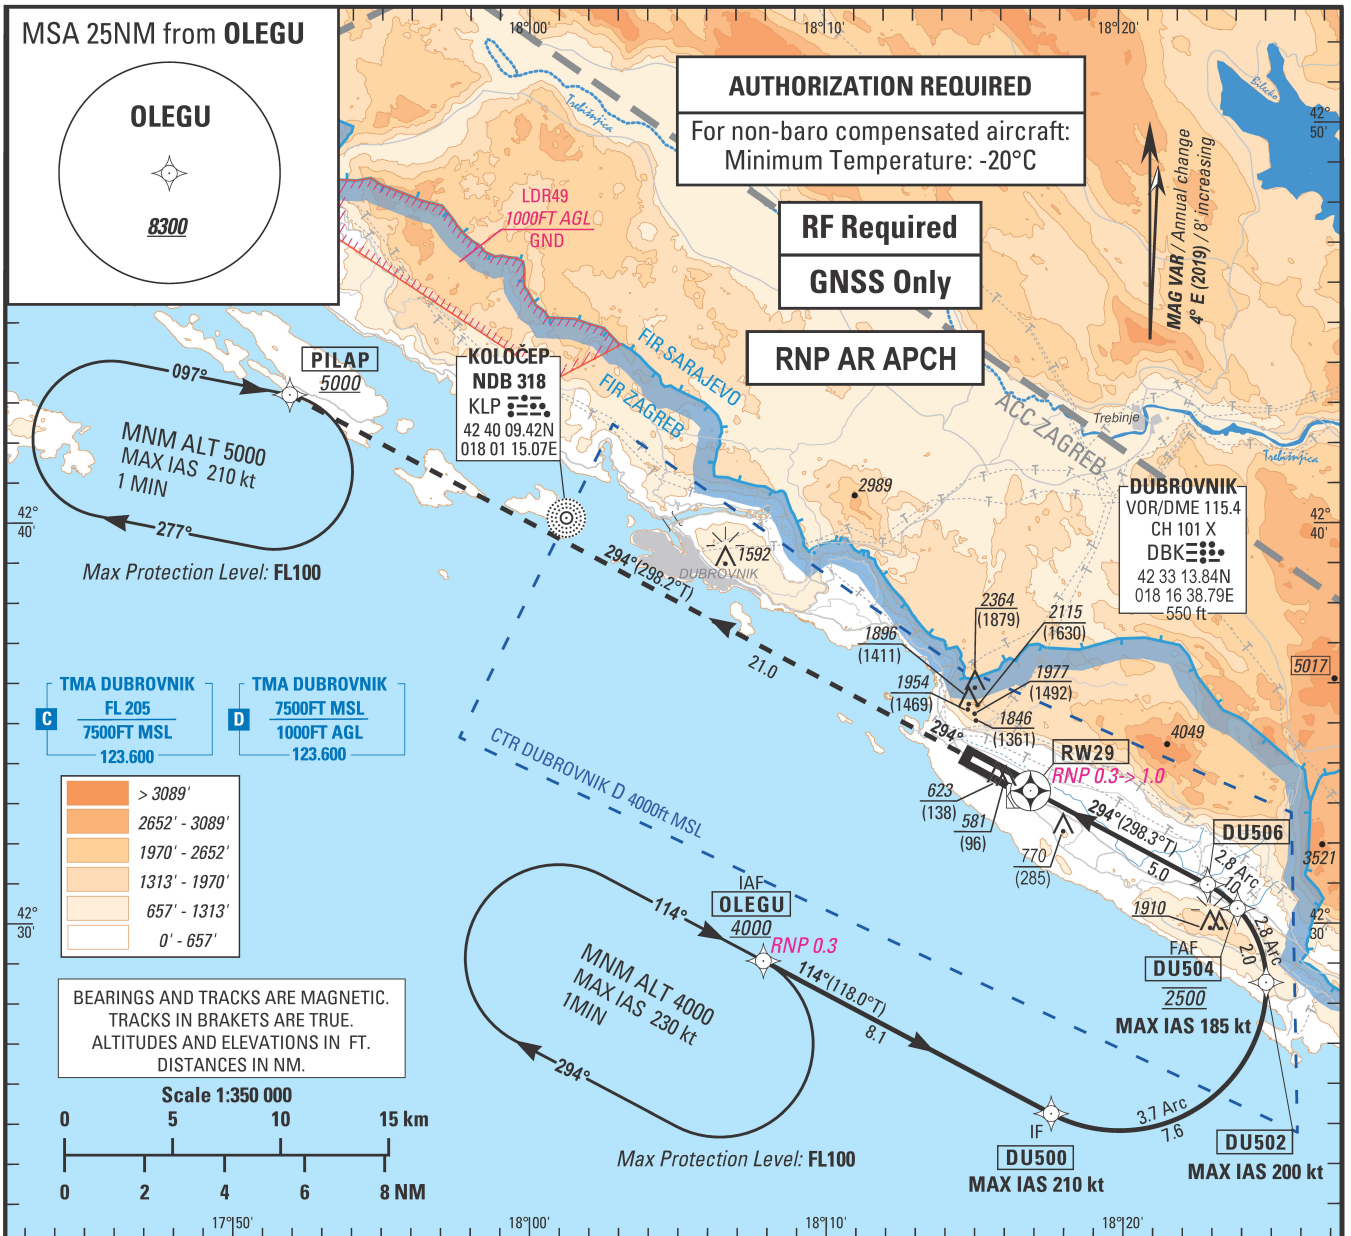 MSA 25NM from OLEGU
OLEGU
8300
18°00'
18°10'
18°20'
AUTHORIZATION REQUIRED
For non-baro compensated aircraft:
Minimum Temperature: -20°C
RF Required
GNSS Only
RNP AR APCH
Trebišnjica
Bilećko
42°
50'
MAG VAR / Annual change
4° E (2019) / 8' increasing
LDR49
1000FT AGL
GND
FIR SARAJEVO
FIR ZAGREB
ACC ZAGREB
Trebinje
Trebišnjica
PILAP
5000
097°
MNM ALT 5000
MAX IAS 210 kt
1 MIN
277°
Max Protection Level: FL100
KOLOČEP
NDB 318
KLP
42 40 09.42N
018 01 15.07E
42°
40'
42°
40'
2989
1592
DUBROVNIK
DUBROVNIK
VOR/DME 115.4
CH 101 X
DBK
42 33 13.84N
018 16 38.79E
550 ft
294°(298.2°T)
21.0
2364
(1879)
2115
(1630)
1896
(1411)
1954
(1469)
1977
(1492)
1846
(1361)
5017
4049
3521
TMA DUBROVNIK
C
FL 205
7500FT MSL
123.600
TMA DUBROVNIK
D
7500FT MSL
1000FT AGL
123.600
CTR DUBROVNIK D 4000ft MSL
294°
RW29
RNP 0.3-> 1.0
623
(138)
581
(96)
770
(285)
294°(298.3°T)
5.0
DU506
2.8 Arc
1.0
2.8 Arc
2.0
1910
FAF
DU504
2500
MAX IAS 185 kt
42°
30'
42°
30'
> 3089'
2652' - 3089'
1970' - 2652'
1313' - 1970'
657' - 1313'
0' - 657'
IAF
OLEGU
4000
RNP 0.3
114°
MNM ALT 4000
MAX IAS 230 kt
1MIN
294°
Max Protection Level: FL100
114°(118.0°T)
8.1
IF
DU500
MAX IAS 210 kt
3.7 Arc
7.6
DU502
MAX IAS 200 kt
BEARINGS AND TRACKS ARE MAGNETIC.
TRACKS IN BRAKETS ARE TRUE.
ALTITUDES AND ELEVATIONS IN FT.
DISTANCES IN NM.
Scale 1:350 000
0 5 10 15 km
0 2 4 6 8 NM
17°50'
18°00'
18°10'
18°20'